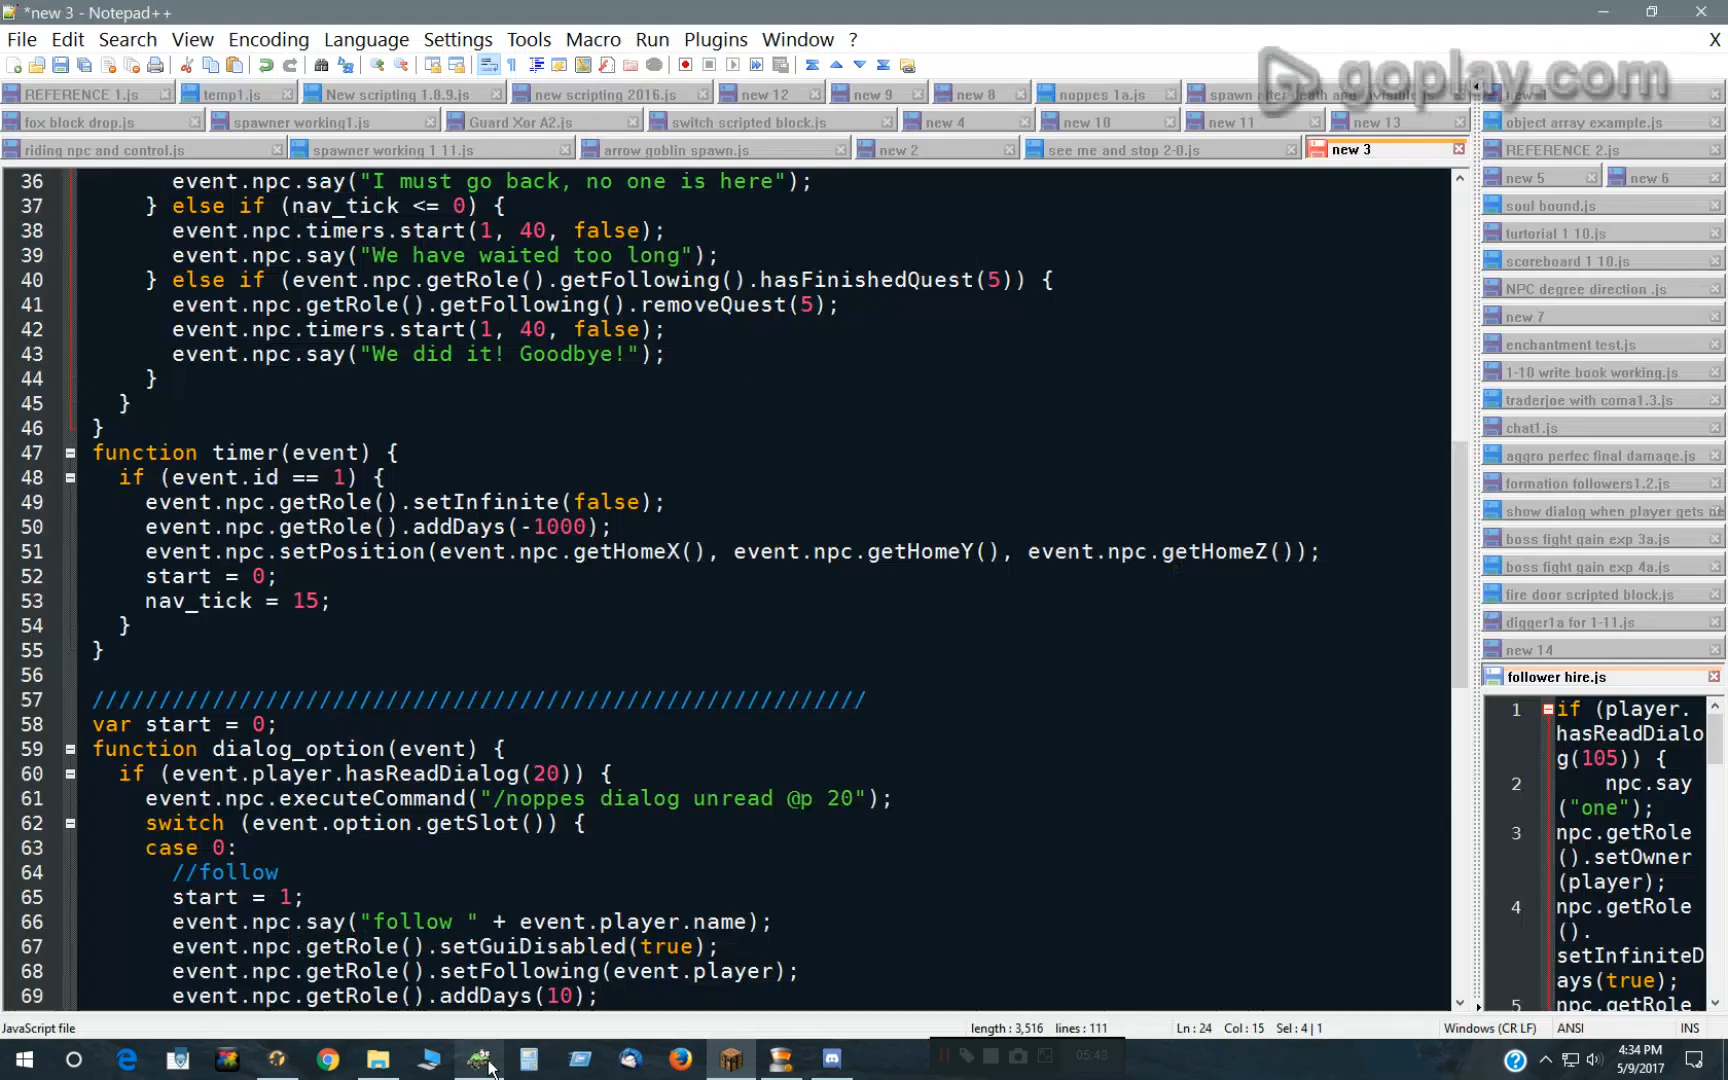 *new 3 - Notepad++
File Edit Search View Encoding Language Settings Tools Macro Run Plugins Window ? X
goplay.com
REFERENCE 1.js temp1.js New scripting 1.8.9.js new scripting 2016.js new 12 new 9 new 8 noppes 1a.js
fox block drop.js spawner working1.js Guard Xor A2.js switch scripted block.js new 4 new 10 new 11 new 13
riding npc and control.js spawner working 1 11.js arrow goblin spawn.js new 2 see me and stop 2-0.js new 3
36 event.npc.say("I must go back, no one is here");
37 } else if (nav_tick <= 0) {
38 event.npc.timers.start(1, 40, false);
39 event.npc.say("We have waited too long");
40 } else if (event.npc.getRole().getFollowing().hasFinishedQuest(5)) {
41 event.npc.getRole().getFollowing().removeQuest(5);
42 event.npc.timers.start(1, 40, false);
43 event.npc.say("We did it! Goodbye!");
44 }
45 }
46 }
47 function timer(event) {
48 if (event.id == 1) {
49 event.npc.getRole().setInfinite(false);
50 event.npc.getRole().addDays(-1000);
51 event.npc.setPosition(event.npc.getHomeX(), event.npc.getHomeY(), event.npc.getHomeZ());
52 start = 0;
53 nav_tick = 15;
54 }
55 }
56
57 //////////////////////////////////////////////////////////
58 var start = 0;
59 function dialog_option(event) {
60 if (event.player.hasReadDialog(20)) {
61 event.npc.executeCommand("/noppes dialog unread @p 20");
62 switch (event.option.getSlot()) {
63 case 0:
64 //follow
65 start = 1;
66 event.npc.say("follow " + event.player.name);
67 event.npc.getRole().setGuiDisabled(true);
68 event.npc.getRole().setFollowing(event.player);
69 event.npc.getRole().addDays(10);
object array example.js
REFERENCE 2.js
new 5 new 6
soul bound.js
turtorial 1 10.js
scoreboard 1 10.js
NPC degree direction .js
new 7
enchantment test.js
1-10 write book working.js
traderjoe with coma1.3.js
chat1.js
aggro perfec final damage.js
formation followers1.2.js
show dialog when player gets ne
boss fight gain exp 3a.js
boss fight gain exp 4a.js
fire door scripted block.js
digger1a for 1-11.js
new 14
follower hire.js
1 if (player.
hasReadDialo
g(105)) {
2 npc.say
("one");
3 npc.getRole
().setOwner
(player);
4 npc.getRole
().
setInfiniteD
ays(true);
5 npc.getRole
JavaScript file length : 3,516 lines : 111 Ln : 24 Col : 15 Sel : 4 | 1 Windows (CR LF) ANSI INS
05:43
4:34 PM
5/9/2017